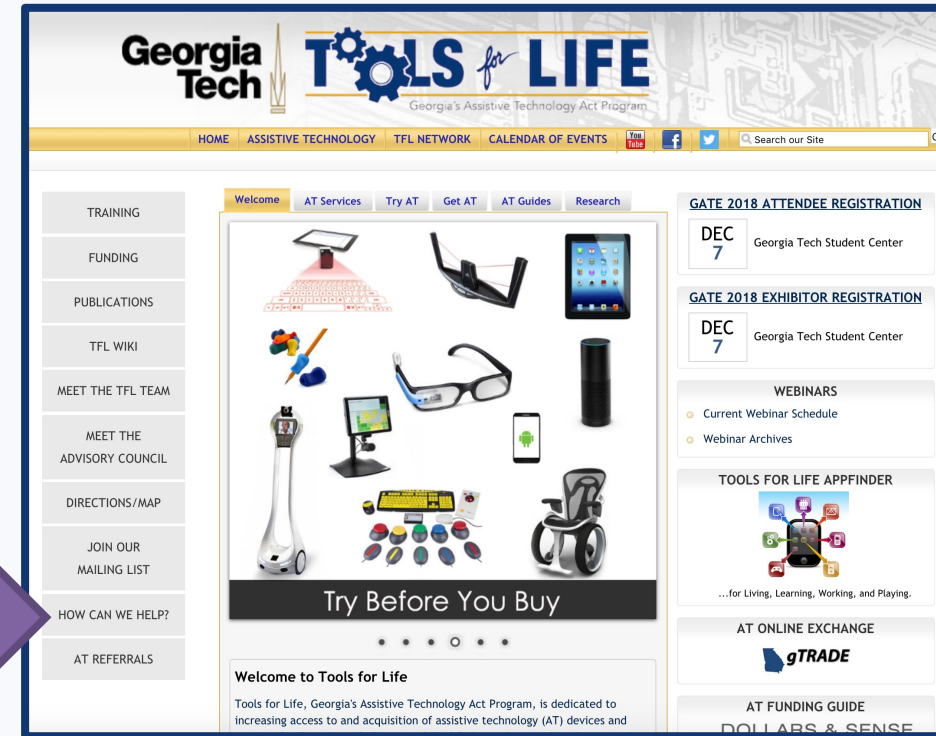 Georgia
Tech
TOOLS for LIFE
Georgia's Assistive Technology Act Program
HOME ASSISTIVE TECHNOLOGY TFL NETWORK CALENDAR OF EVENTS You Tube f Search our Site
TRAINING
FUNDING
PUBLICATIONS
TFL WIKI
MEET THE TFL TEAM
MEET THE
ADVISORY COUNCIL
DIRECTIONS/MAP
JOIN OUR
MAILING LIST
HOW CAN WE HELP?
AT REFERRALS
Welcome AT Services Try AT Get AT AT Guides Research
Try Before You Buy
Welcome to Tools for Life
Tools for Life, Georgia's Assistive Technology Act Program, is dedicated to
increasing access to and acquisition of assistive technology (AT) devices and
GATE 2018 ATTENDEE REGISTRATION
DEC
7
Georgia Tech Student Center
GATE 2018 EXHIBITOR REGISTRATION
DEC
7
Georgia Tech Student Center
WEBINARS
Current Webinar Schedule
Webinar Archives
TOOLS FOR LIFE APPFINDER
...for Living, Learning, Working, and Playing.
AT ONLINE EXCHANGE
gTRADE
AT FUNDING GUIDE
DOLLARS & SENSE